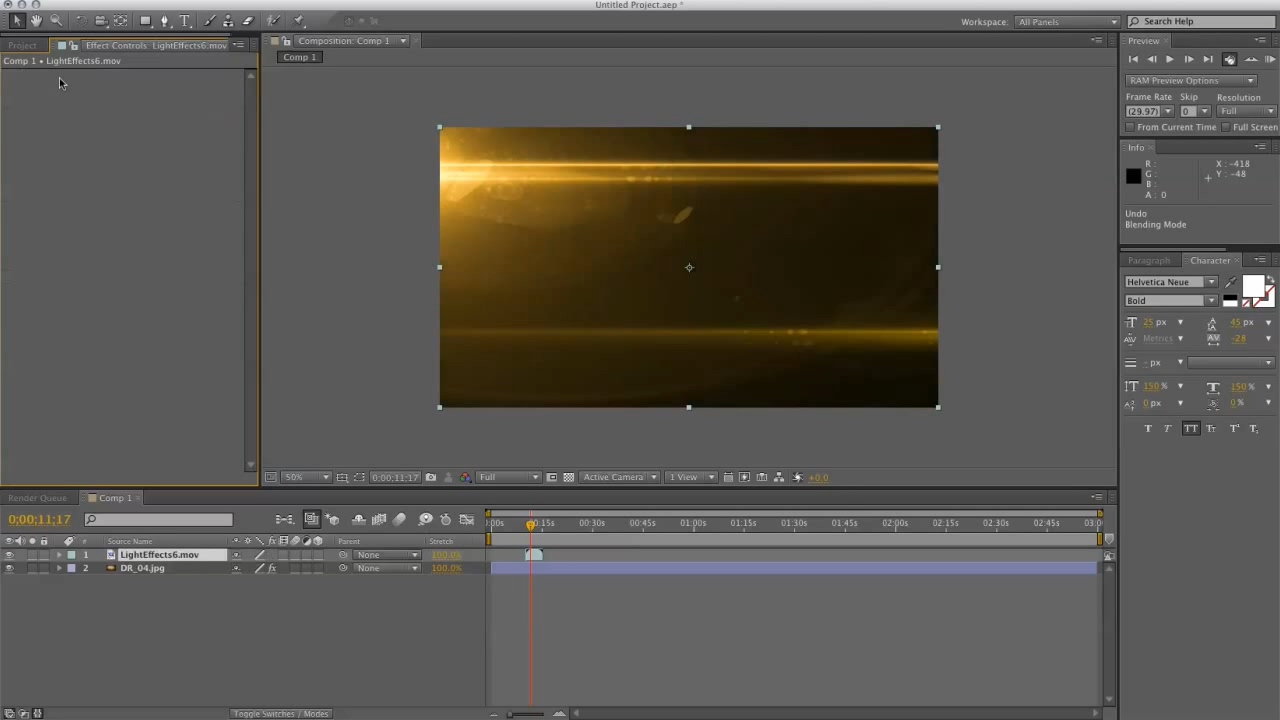 Untitled Project.aep *
Workspace: All Panels
Search Help
Project
Effect Controls LightEffects6.mov
Comp 1 • LightEffects6.mov
Composition: Comp 1
Comp 1
Preview
RAM Preview Options
Frame Rate Skip Resolution
(29.97) 0 Full
From Current Time Full Screen
Info
R :
G :
B :
A : 0
X : -418
Y : -48
Undo
Blending Mode
Paragraph Character
Helvetica Neue
Bold
25 px 45 px
Metrics -28
- px
150 % 150 %
0 px 0 %
T T TT Tr T¹ T₁
50% 0;00;11;17 Full Active Camera 1 View +0.0
Render Queue Comp 1
0;00;11;17
:00s 00:15s 00:30s 00:45s 01:00s 01:15s 01:30s 01:45s 02:00s 02:15s 02:30s 02:45s 03:0
# Source Name Parent Stretch
1 LightEffects6.mov None 100.0%
2 DR_04.jpg None 100.0%
Toggle Switches / Modes